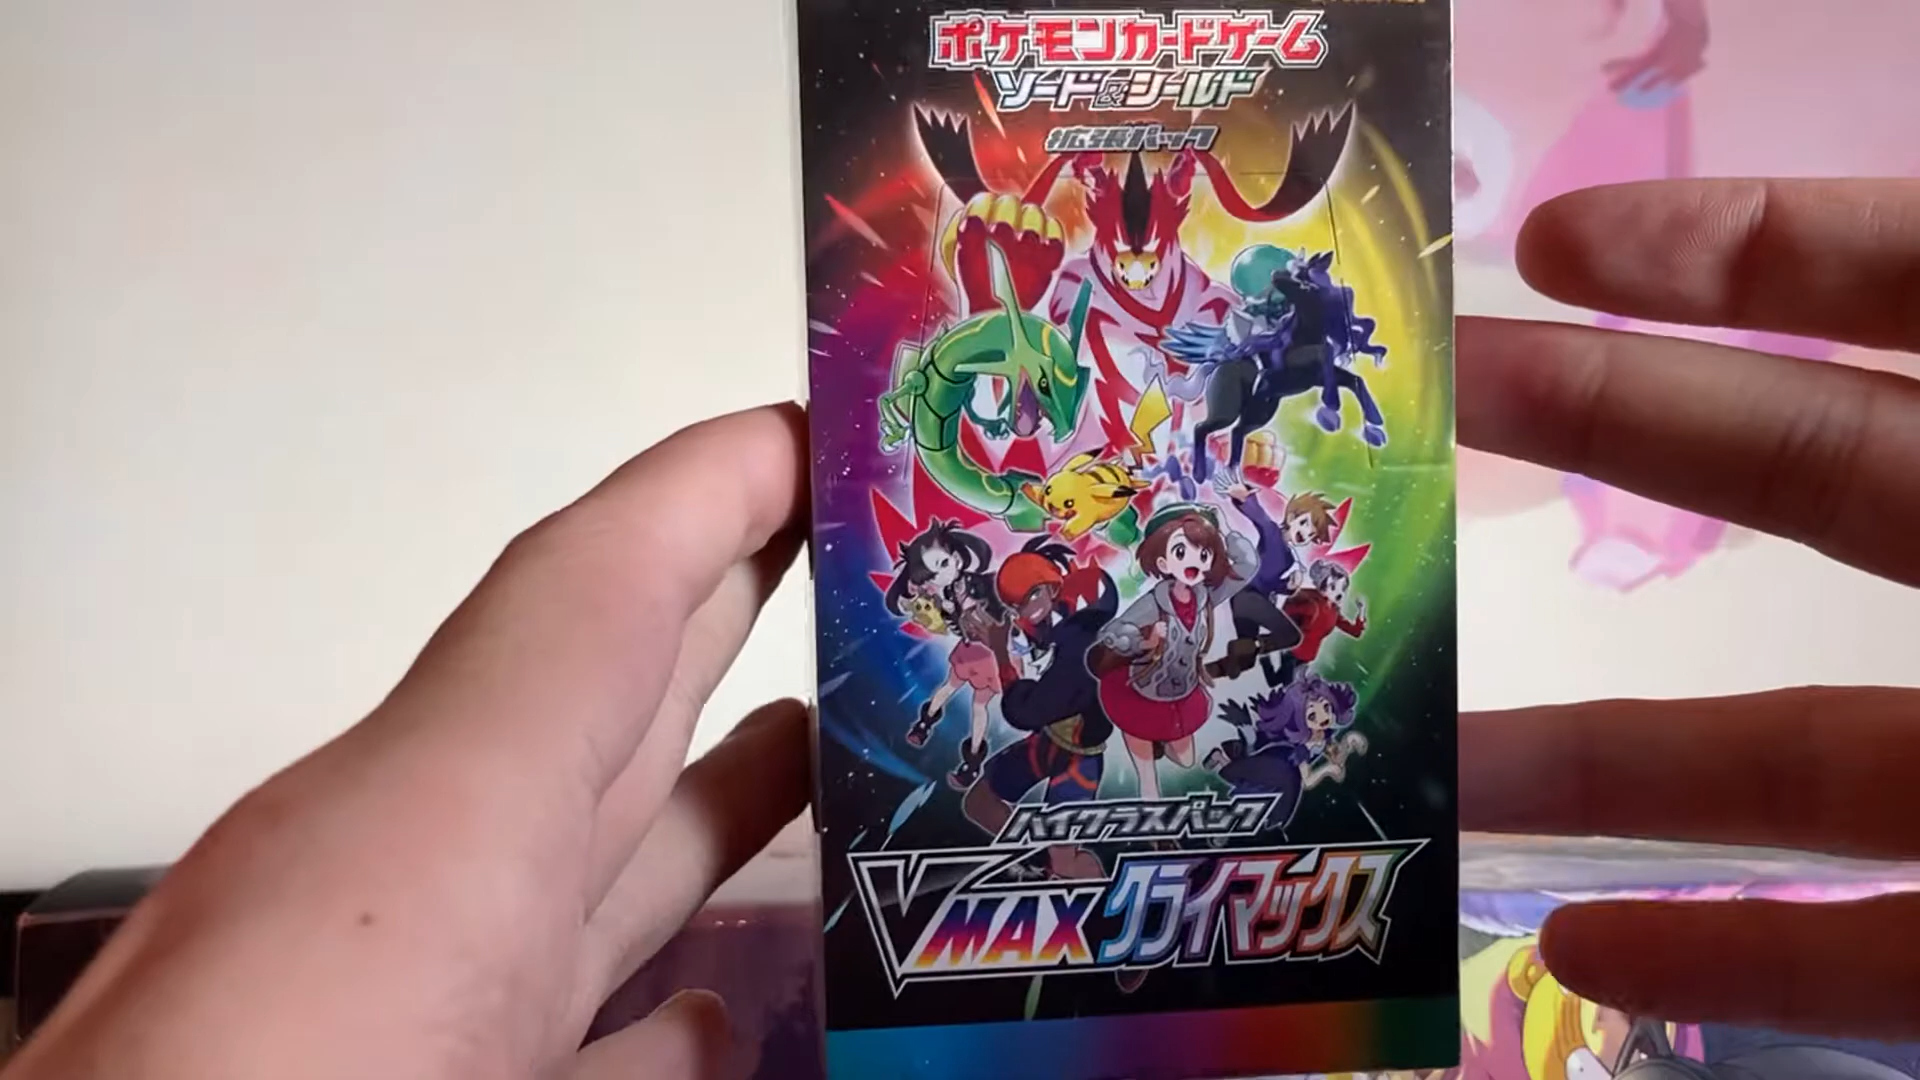 ポケモンカードゲーム
ソード&シールド
拡張パック
ハイクラスパック
VMAXクライマックス